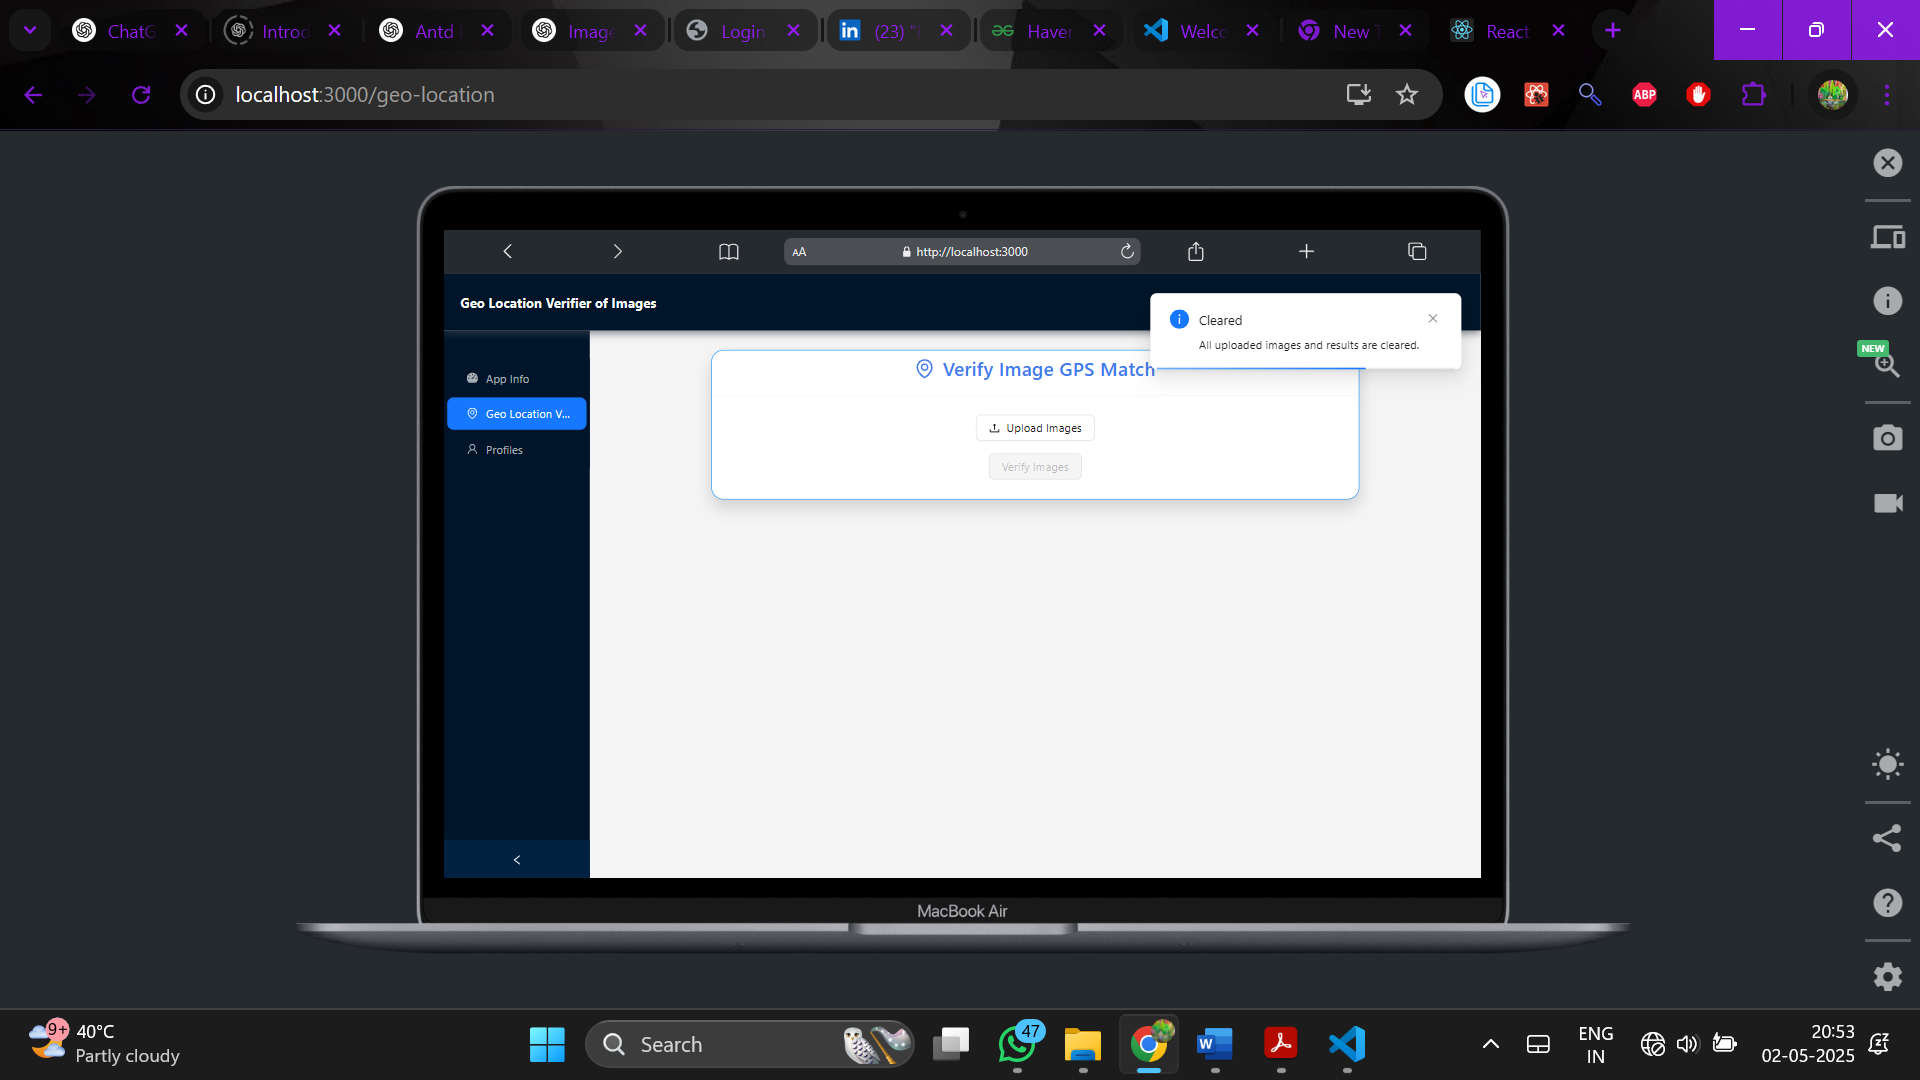 ChatG
Introc
Antd
Image
Login
(23) "
Haver
Welco
New T
React
localhost:3000/geo-location
ABP
AA
http://localhost:3000
Geo Location Verifier of Images
Cleared
All uploaded images and results are cleared.
NEW
App Info
Geo Location V...
Profiles
Verify Image GPS Match
Upload Images
Verify Images
MacBook Air
9+
40°C
Partly cloudy
Search
47
ENG
IN
20:53
02-05-2025